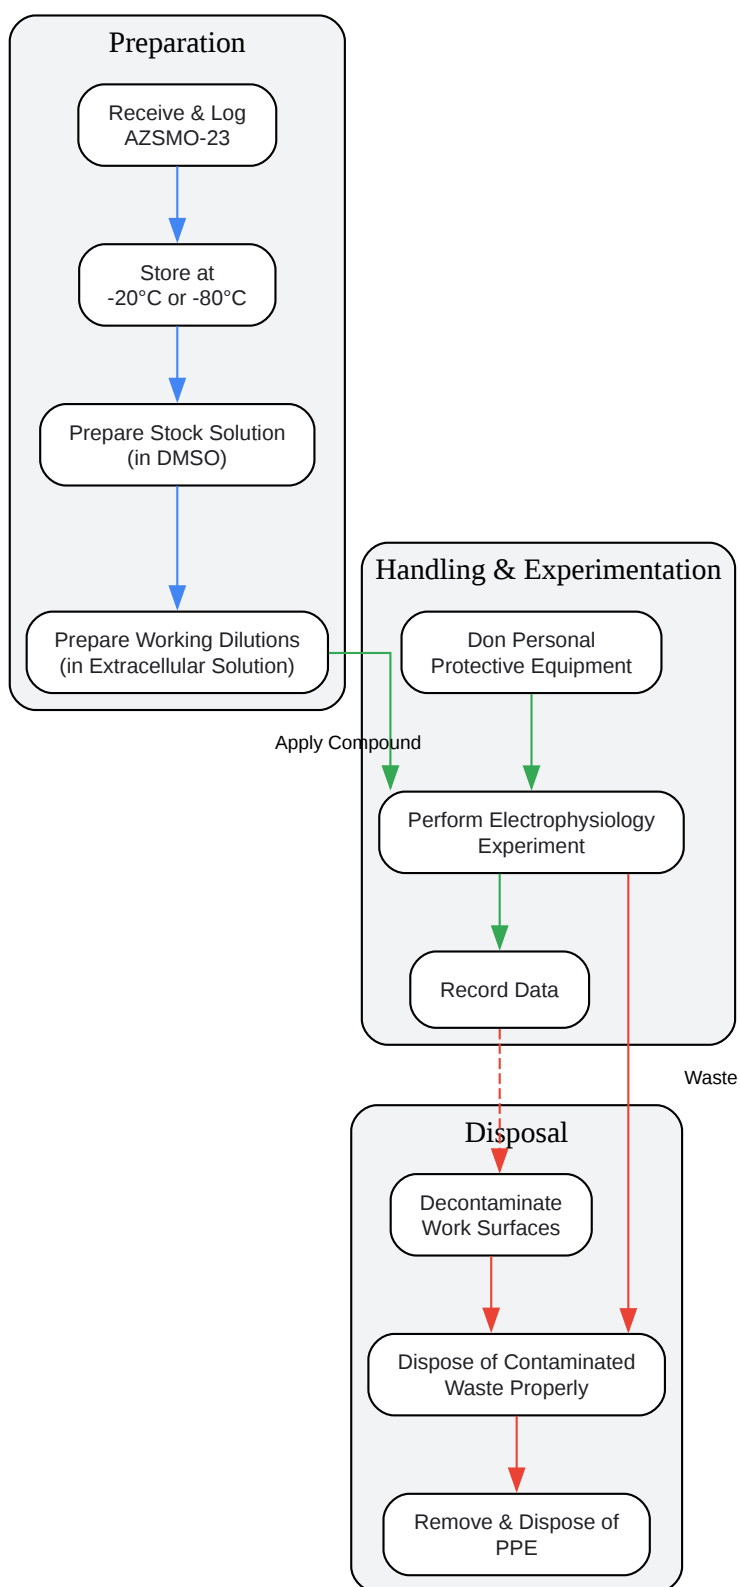 Preparation
Receive & Log
AZSMO-23
Store at
-20°C or -80°C
Prepare Stock Solution
(in DMSO)
Prepare Working Dilutions
(in Extracellular Solution)
Handling & Experimentation
Don Personal
Protective Equipment
Apply Compound
Perform Electrophysiology
Experiment
Record Data
Waste
Disposal
Decontaminate
Work Surfaces
Dispose of Contaminated
Waste Properly
Remove & Dispose of
PPE